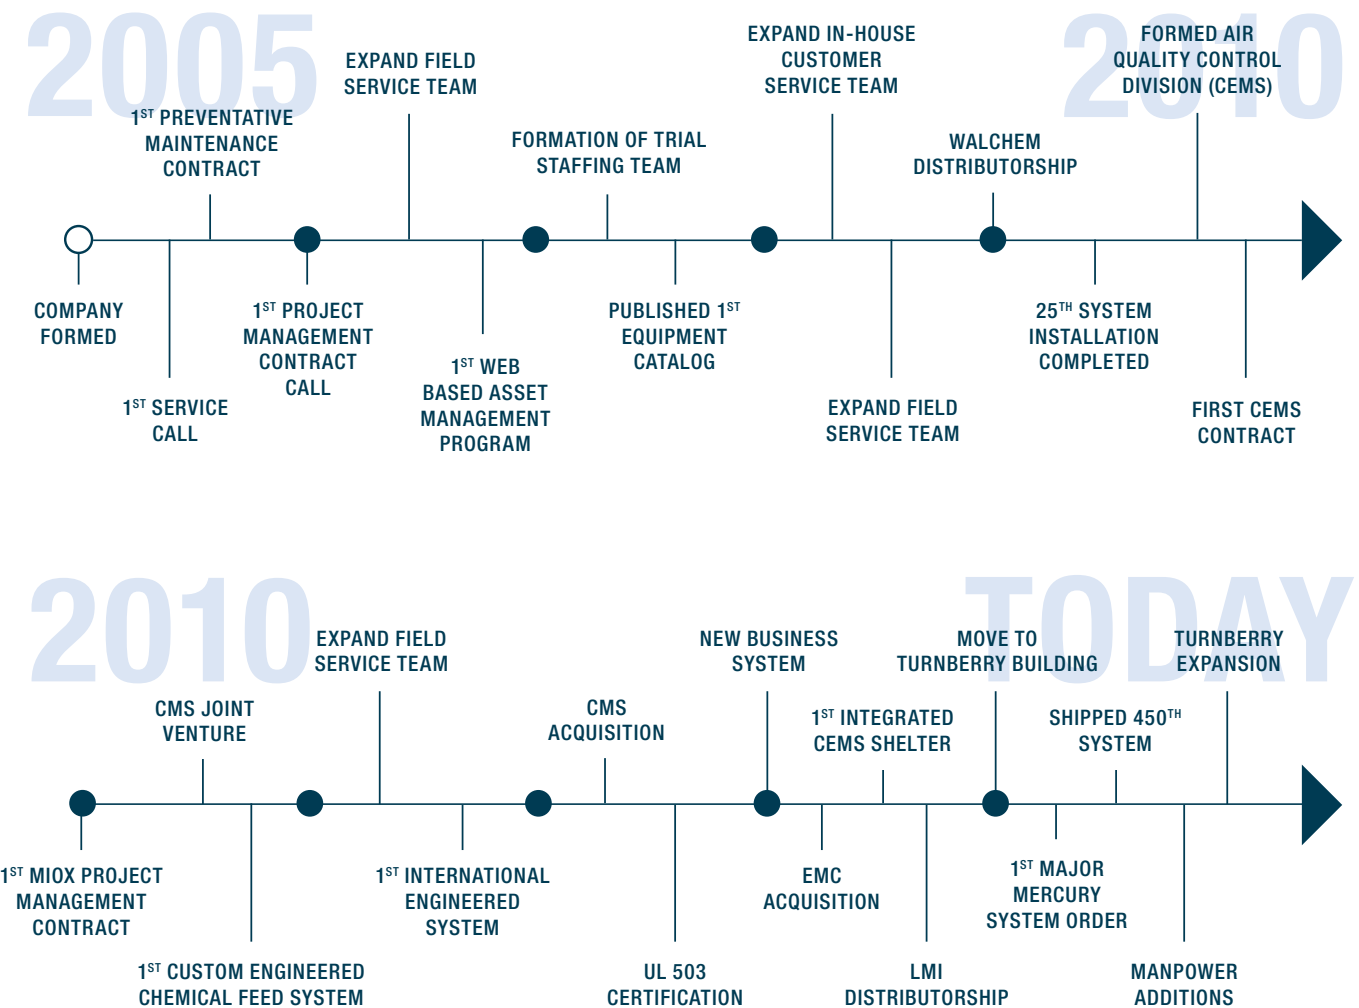 2005
2010
EXPAND FIELD
SERVICE TEAM
EXPAND IN-HOUSE
CUSTOMER
SERVICE TEAM
FORMED AIR
QUALITY CONTROL
DIVISION (CEMS)
1ST PREVENTATIVE
MAINTENANCE
CONTRACT
FORMATION OF TRIAL
STAFFING TEAM
WALCHEM
DISTRIBUTORSHIP
COMPANY
FORMED
1ST SERVICE
CALL
1ST PROJECT
MANAGEMENT
CONTRACT
CALL
1ST WEB
BASED ASSET
MANAGEMENT
PROGRAM
PUBLISHED 1ST
EQUIPMENT
CATALOG
EXPAND FIELD
SERVICE TEAM
25TH SYSTEM
INSTALLATION
COMPLETED
FIRST CEMS
CONTRACT
2010
TODAY
EXPAND FIELD
SERVICE TEAM
NEW BUSINESS
SYSTEM
MOVE TO
TURNBERRY BUILDING
TURNBERRY
EXPANSION
CMS JOINT
VENTURE
CMS
ACQUISITION
1ST INTEGRATED
CEMS SHELTER
SHIPPED 450TH
SYSTEM
1ST MIOX PROJECT
MANAGEMENT
CONTRACT
1ST CUSTOM ENGINEERED
CHEMICAL FEED SYSTEM
1ST INTERNATIONAL
ENGINEERED
SYSTEM
UL 503
CERTIFICATION
EMC
ACQUISITION
LMI
DISTRIBUTORSHIP
1ST MAJOR
MERCURY
SYSTEM ORDER
MANPOWER
ADDITIONS